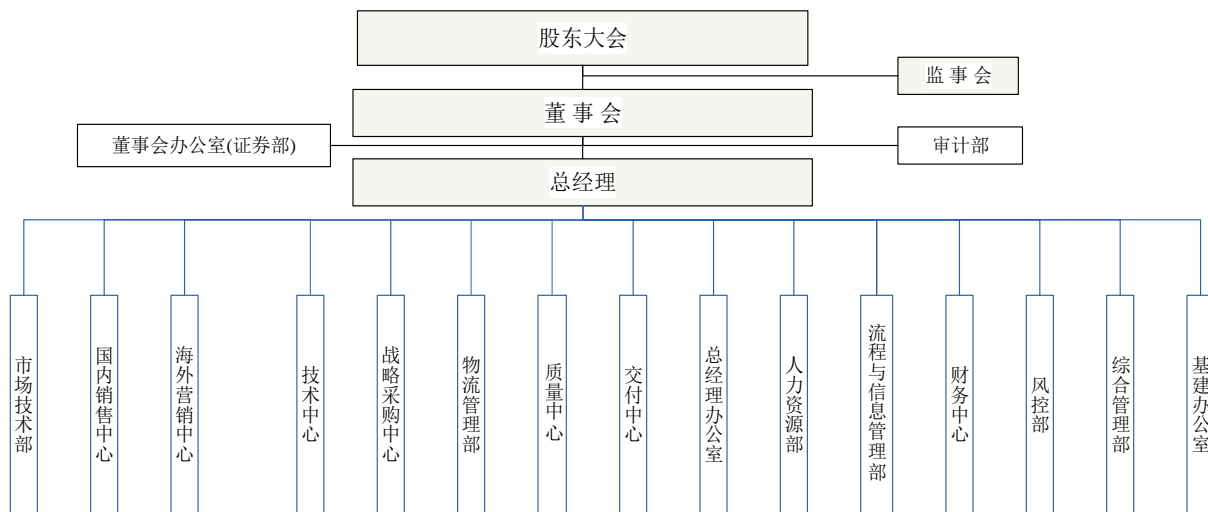 股东大会
监 事 会
董 事 会
董事会办公室(证券部)
审计部
总经理
市场技术部
国内销售中心
海外营销中心
技术中心
战略采购中心
物流管理部
质量中心
交付中心
总经理办公室
人力资源部
流程与信息管理部
财务中心
风控部
综合管理部
基建办公室